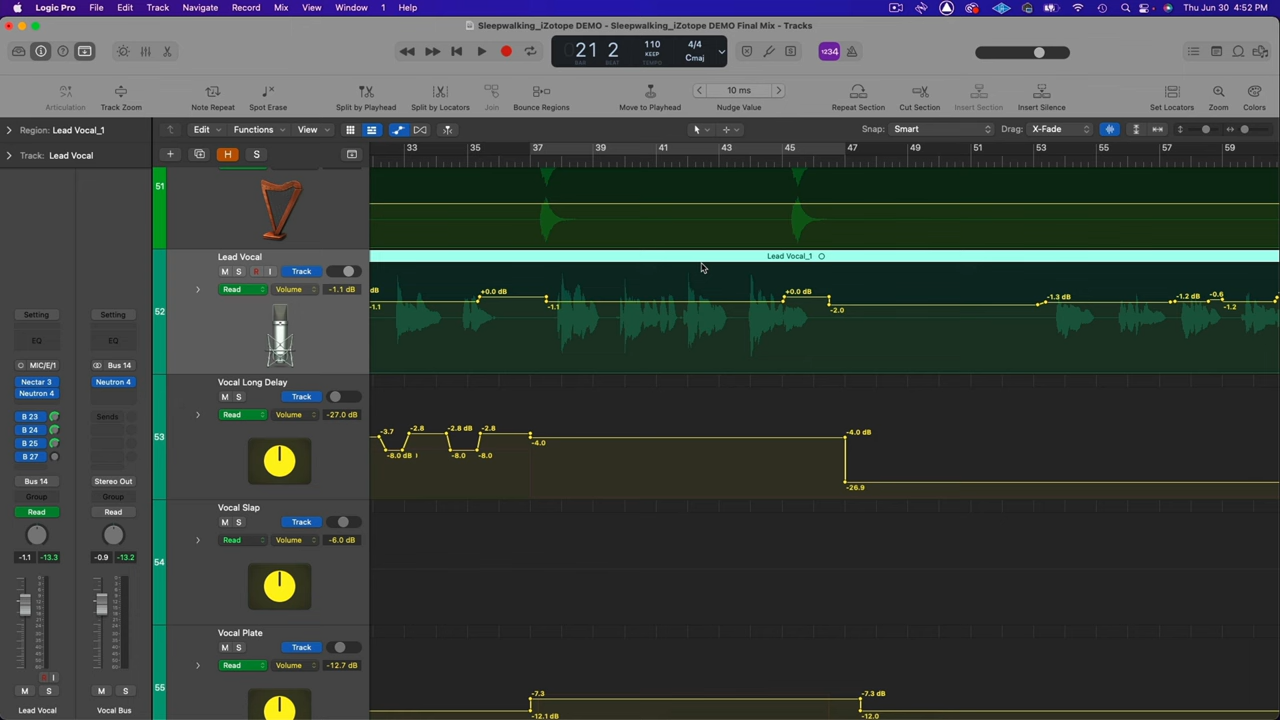 Logic Pro File Edit Track Navigate Record Mix View Window 1 Help Thu Jun 30 4:52 PM
Sleepwalking_iZotope DEMO - Sleepwalking_iZotope DEMO Final Mix - Tracks
21 2 110 4/4
BAR BEAT KEEP TEMPO Cmaj
1234
10 ms
Articulation Track Zoom Note Repeat Spot Erase Split by Playhead Split by Locators Join Bounce Regions Move to Playhead Nudge Value Repeat Section Cut Section Insert Section Insert Silence Set Locators Zoom Colors
Region: Lead Vocal_1
Edit Functions View Snap: Smart Drag: X-Fade
33 35 37 39 41 43 45 47 49 51 53 55 57 59
Track: Lead Vocal
H S
51
Lead Vocal
Lead Vocal_1
M S R I Track
Read Volume -1.1 dB
dB +0.0 dB +0.0 dB -1.3 dB -1.2 dB -0.6
-1.1 -1.1 -2.0 -1.2
52
Setting Setting
EQ EQ
MIC/E/1 Bus 14
Nectar 3 Neutron 4
Neutron 4
B 23 Sends
B 24
B 25
B 27
Bus 14 Stereo Out
Group Group
Read Read
-1.1 -13.3 -0.9 -13.2
R I
M S M S
Lead Vocal Vocal Bus
Vocal Long Delay
M S Track
Read Volume -27.0 dB
-3.7 -2.8 -2.8 dB -2.8 -4.0 dB
-8.0 dB -8.0 -8.0 -4.0
-26.9
53
Vocal Slap
M S Track
Read Volume -6.0 dB
54
Vocal Plate
M S Track
Read Volume -12.7 dB
55
-7.3 -7.3 dB
-12.1 dB -12.0